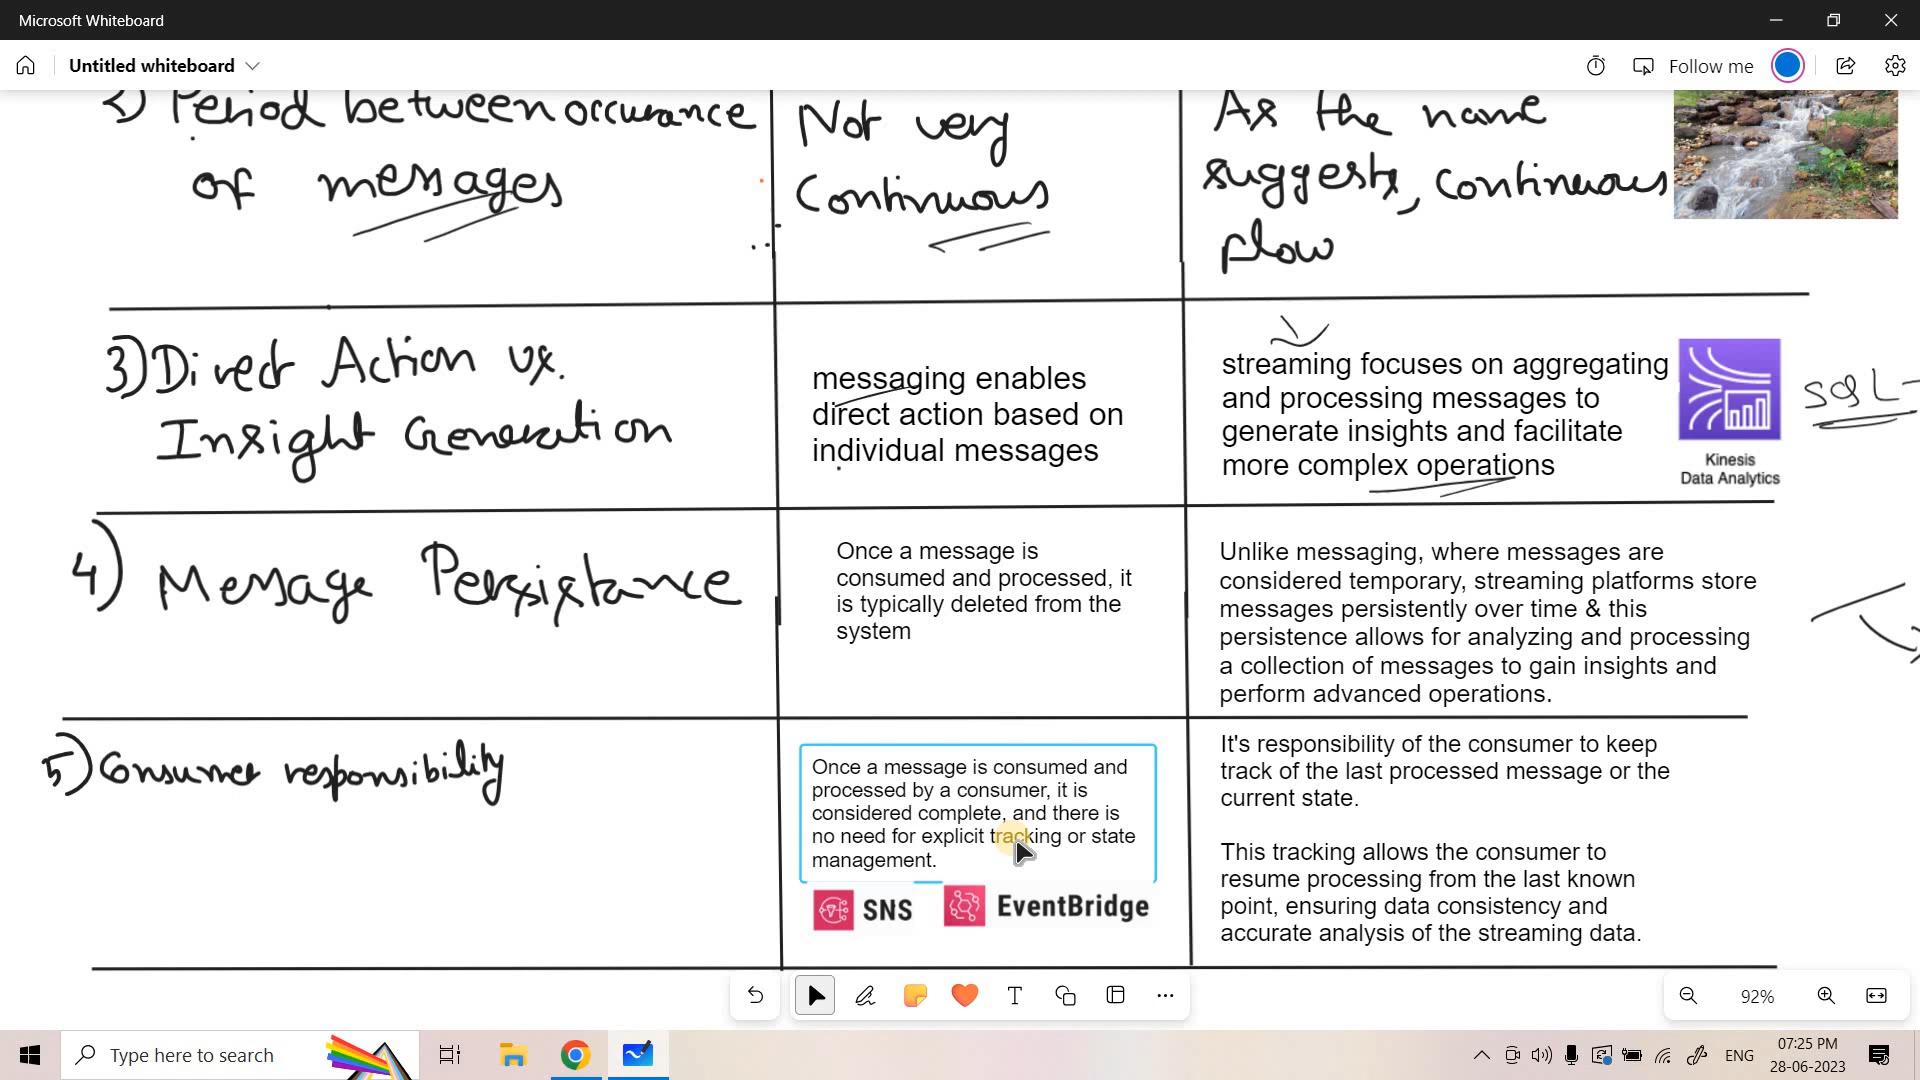 Microsoft Whiteboard
Untitled whiteboard
Follow me
2) Period between occurance
of messages
Not very
Continuous
As the name
suggests, continuous
flow
3) Direct Action vs.
Insight Generation
messaging enables
direct action based on
individual messages
streaming focuses on aggregating
and processing messages to
generate insights and facilitate
more complex operations
Kinesis
Data Analytics
SQL
4) Message Persistance
Once a message is
consumed and processed, it
is typically deleted from the
system
Unlike messaging, where messages are
considered temporary, streaming platforms store
messages persistently over time & this
persistence allows for analyzing and processing
a collection of messages to gain insights and
perform advanced operations.
5) Consumer responsibility
Once a message is consumed and
processed by a consumer, it is
considered complete, and there is
no need for explicit tracking or state
management.
SNS
EventBridge
It's responsibility of the consumer to keep
track of the last processed message or the
current state.
This tracking allows the consumer to
resume processing from the last known
point, ensuring data consistency and
accurate analysis of the streaming data.
92%
Type here to search
ENG
07:25 PM
28-06-2023